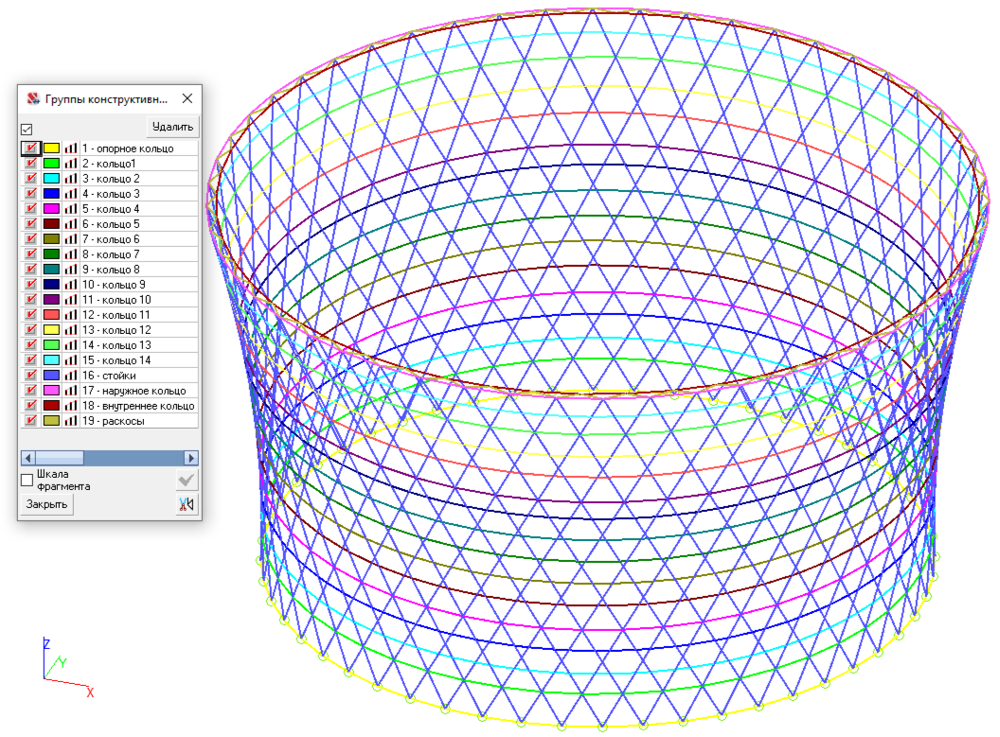 Группы конструктивн...
Удалить
1 - опорное кольцо
2 - кольцо1
3 - кольцо 2
4 - кольцо 3
5 - кольцо 4
6 - кольцо 5
7 - кольцо 6
8 - кольцо 7
9 - кольцо 8
10 - кольцо 9
11 - кольцо 10
12 - кольцо 11
13 - кольцо 12
14 - кольцо 13
15 - кольцо 14
16 - стойки
17 - наружное кольцо
18 - внутреннее кольцо
19 - раскосы
Шкала
фрагмента
Закрыть
Z
Y
X